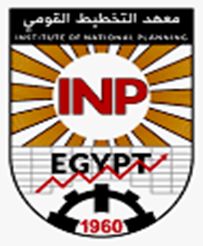 معهد التخطيط القومي
INSTITUTE OF NATIONAL PLANNING
INP
EGYPT
1960